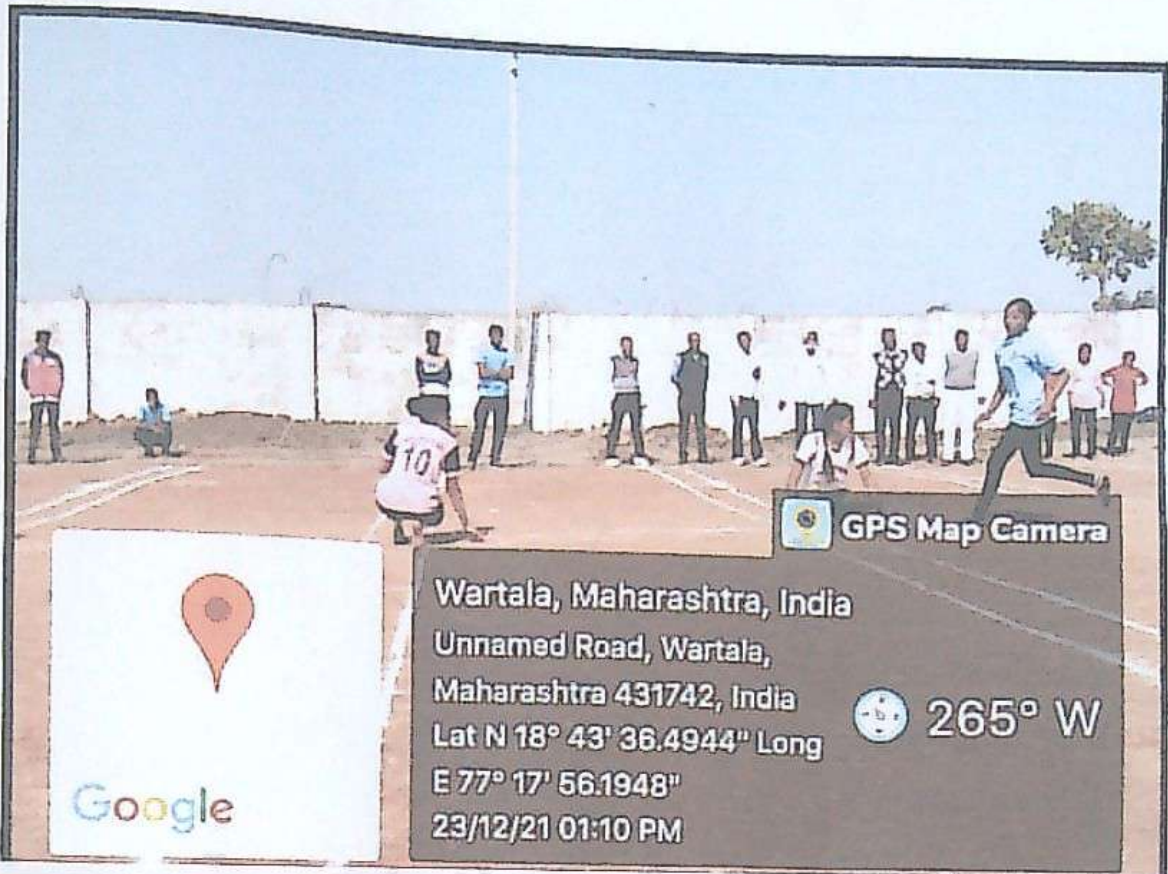 10
GPS Map Camera
Wartala, Maharashtra, India
Unnamed Road, Wartala,
Maharashtra 431742, India
Lat N 18° 43' 36.4944" Long
E 77° 17' 56.1948"
23/12/21 01:10 PM
265° W
Google